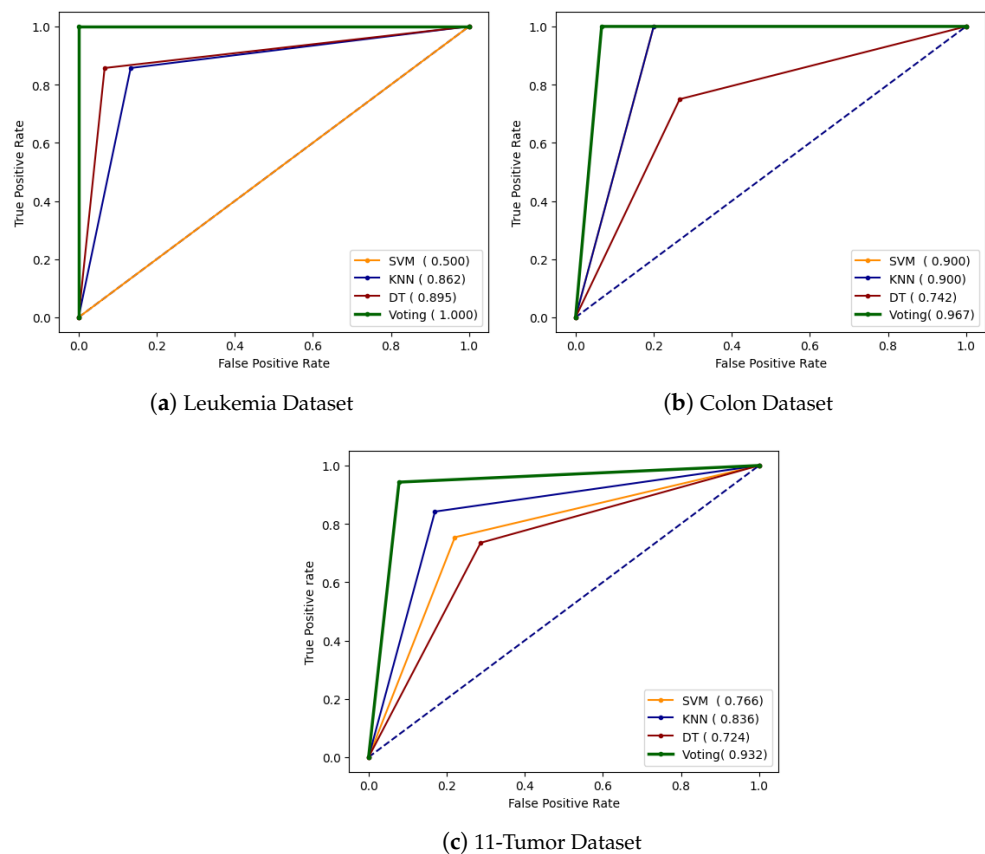 1.0
0.8
0.6
0.4
0.2
0.0
True Positive Rate
0.0 0.2 0.4 0.6 0.8 1.0
False Positive Rate
SVM ( 0.500)
KNN ( 0.862)
DT ( 0.895)
Voting ( 1.000)
(a) Leukemia Dataset
1.0
0.8
0.6
0.4
0.2
0.0
True Positive Rate
0.0 0.2 0.4 0.6 0.8 1.0
False Positive Rate
SVM ( 0.900)
KNN ( 0.900)
DT ( 0.742)
Voting( 0.967)
(b) Colon Dataset
1.0
0.8
0.6
0.4
0.2
0.0
True Positive rate
0.0 0.2 0.4 0.6 0.8 1.0
False Positive Rate
SVM ( 0.766)
KNN ( 0.836)
DT ( 0.724)
Voting( 0.932)
(c) 11-Tumor Dataset